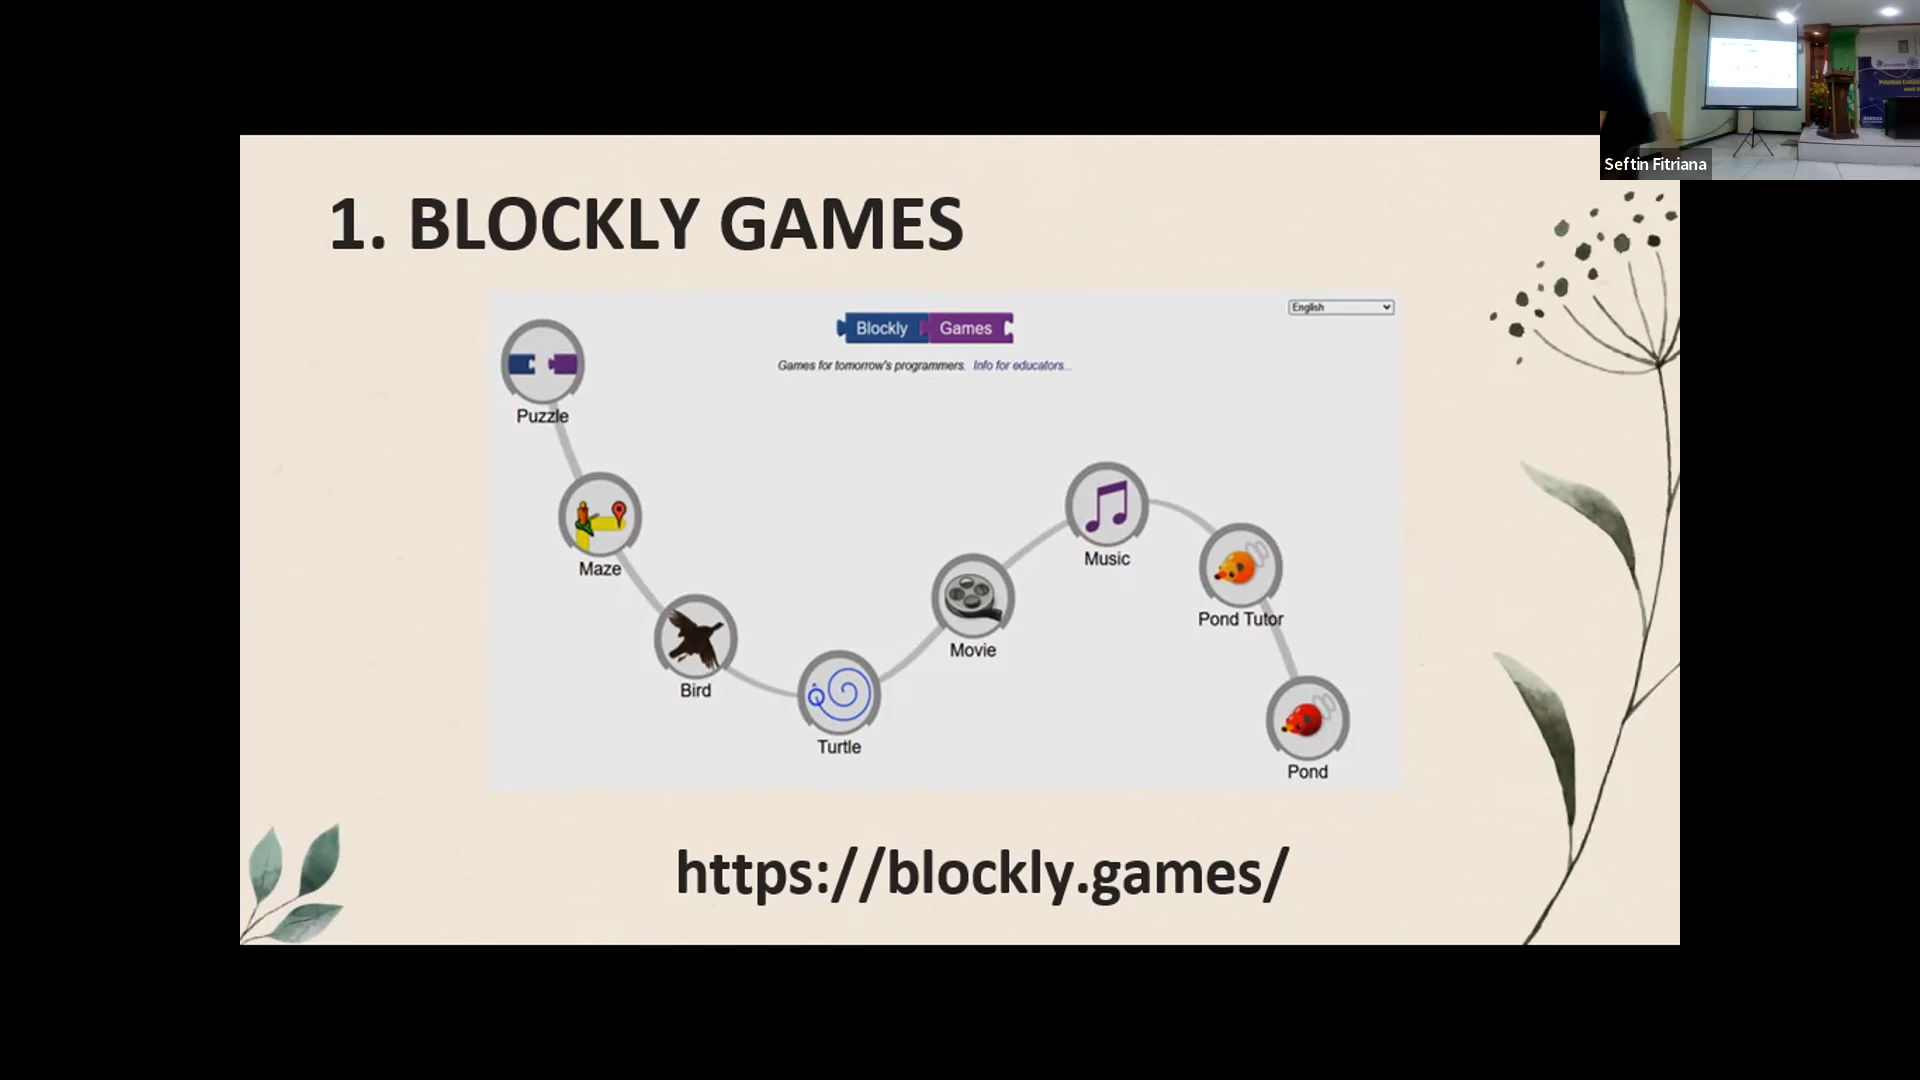 Seftin Fitriana
1. BLOCKLY GAMES
English
Blockly Games
Games for tomorrow's programmers. Info for educators...
Puzzle
Maze
Bird
Turtle
Movie
Music
Pond Tutor
Pond
https://blockly.games/